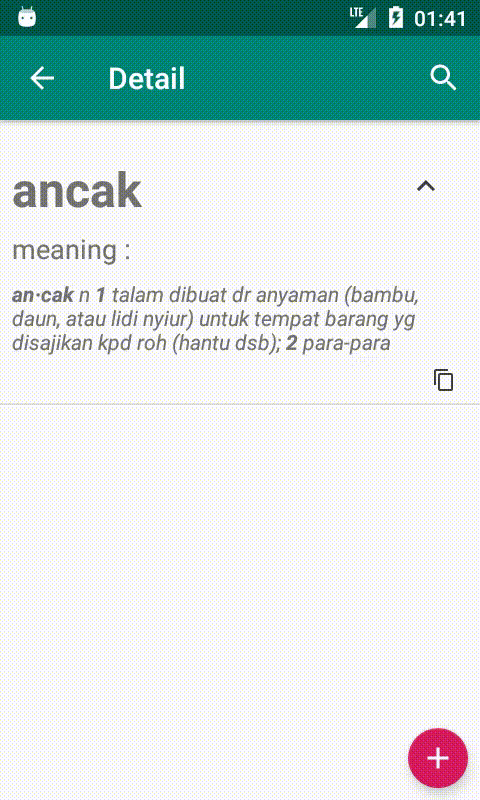 LTE 01:41
Detail
ancak
meaning :
an·cak n 1 talam dibuat dr anyaman (bambu,
daun, atau lidi nyiur) untuk tempat barang yg
disajikan kpd roh (hantu dsb); 2 para-para